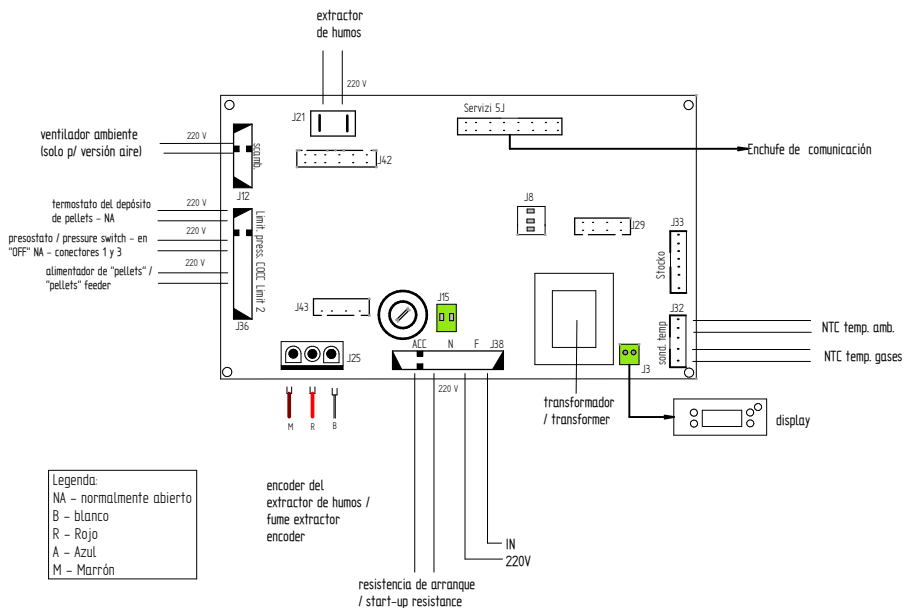 extractor
de humos
220 V
Servizi 5J
J21
J42
ventilador ambiente
(solo p/ versión aire)
220 V
scamb.
J12
Enchufe de comunicación
J8
J29
J33
Stocko
termostato del depósito
de pellets - NA
220 V
presostato / pressure switch - en
"OFF" NA - conectores 1 y 3
220 V
alimentador de "pellets" /
"pellets" feeder
220 V
Limit. press. COCL Limit 2
J36
J43
J15
J32
sond. temp
NTC temp. amb.
NTC temp. gases
J25
ACC
N
F
J38
J3
220 V
transformador
/ transformer
display
M
R
B
Legenda:
NA - normalmente abierto
B - blanco
R - Rojo
A - Azul
M - Marrón
encoder del
extractor de humos /
fume extractor
encoder
IN
220V
resistencia de arranque
/ start-up resistance